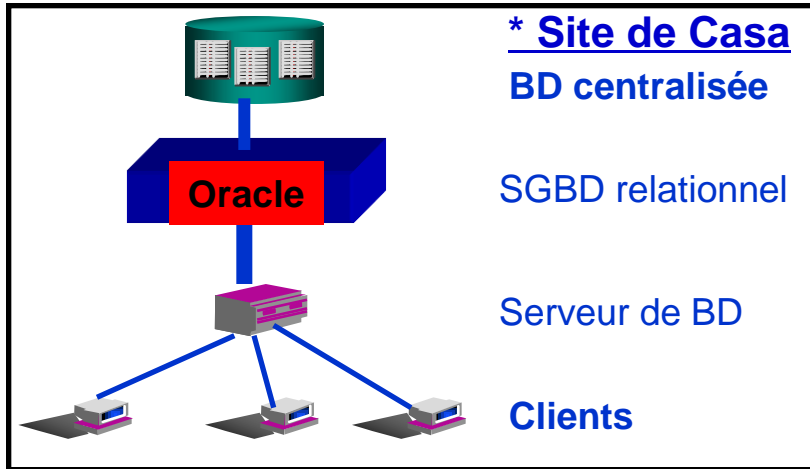 * Site de Casa
BD centralisée
Oracle
SGBD relationnel
Serveur de BD
Clients